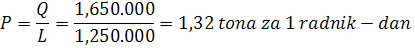 P = Q/L = 1,650.000/1,250.000 = 1,32 tona za 1 radnik − dan